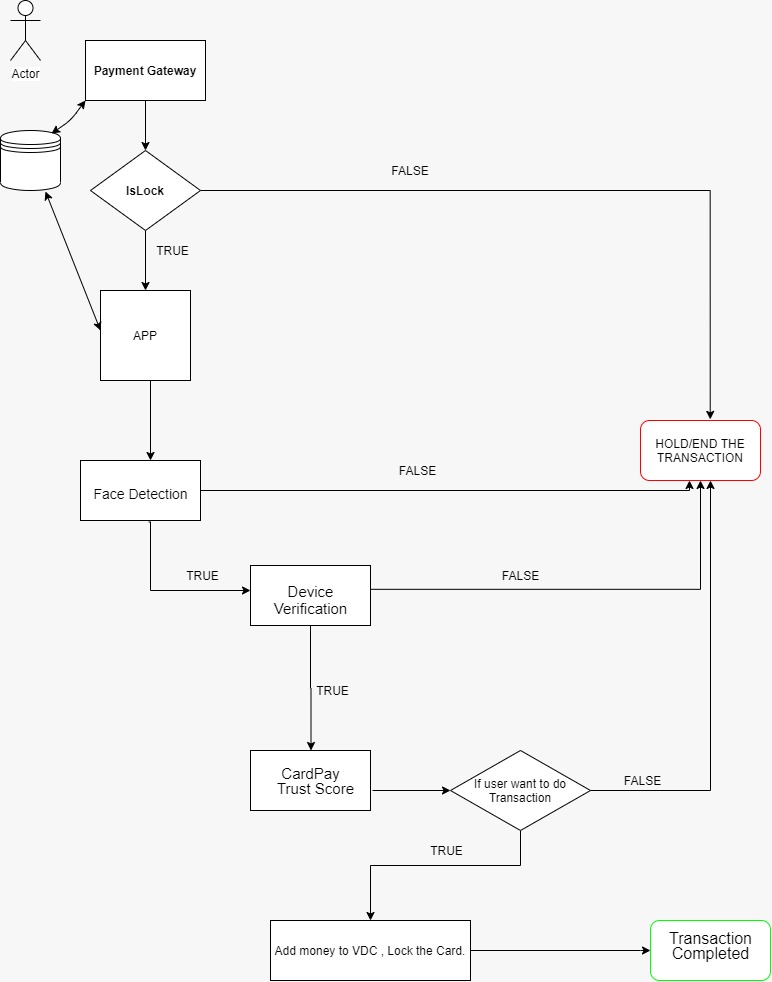 Actor
Payment Gateway
IsLock
FALSE
TRUE
APP
HOLD/END THE
TRANSACTION
Face Detection
FALSE
TRUE
Device
Verification
FALSE
TRUE
CardPay
Trust Score
If user want to do
Transaction
FALSE
TRUE
Add money to VDC , Lock the Card.
Transaction
Completed